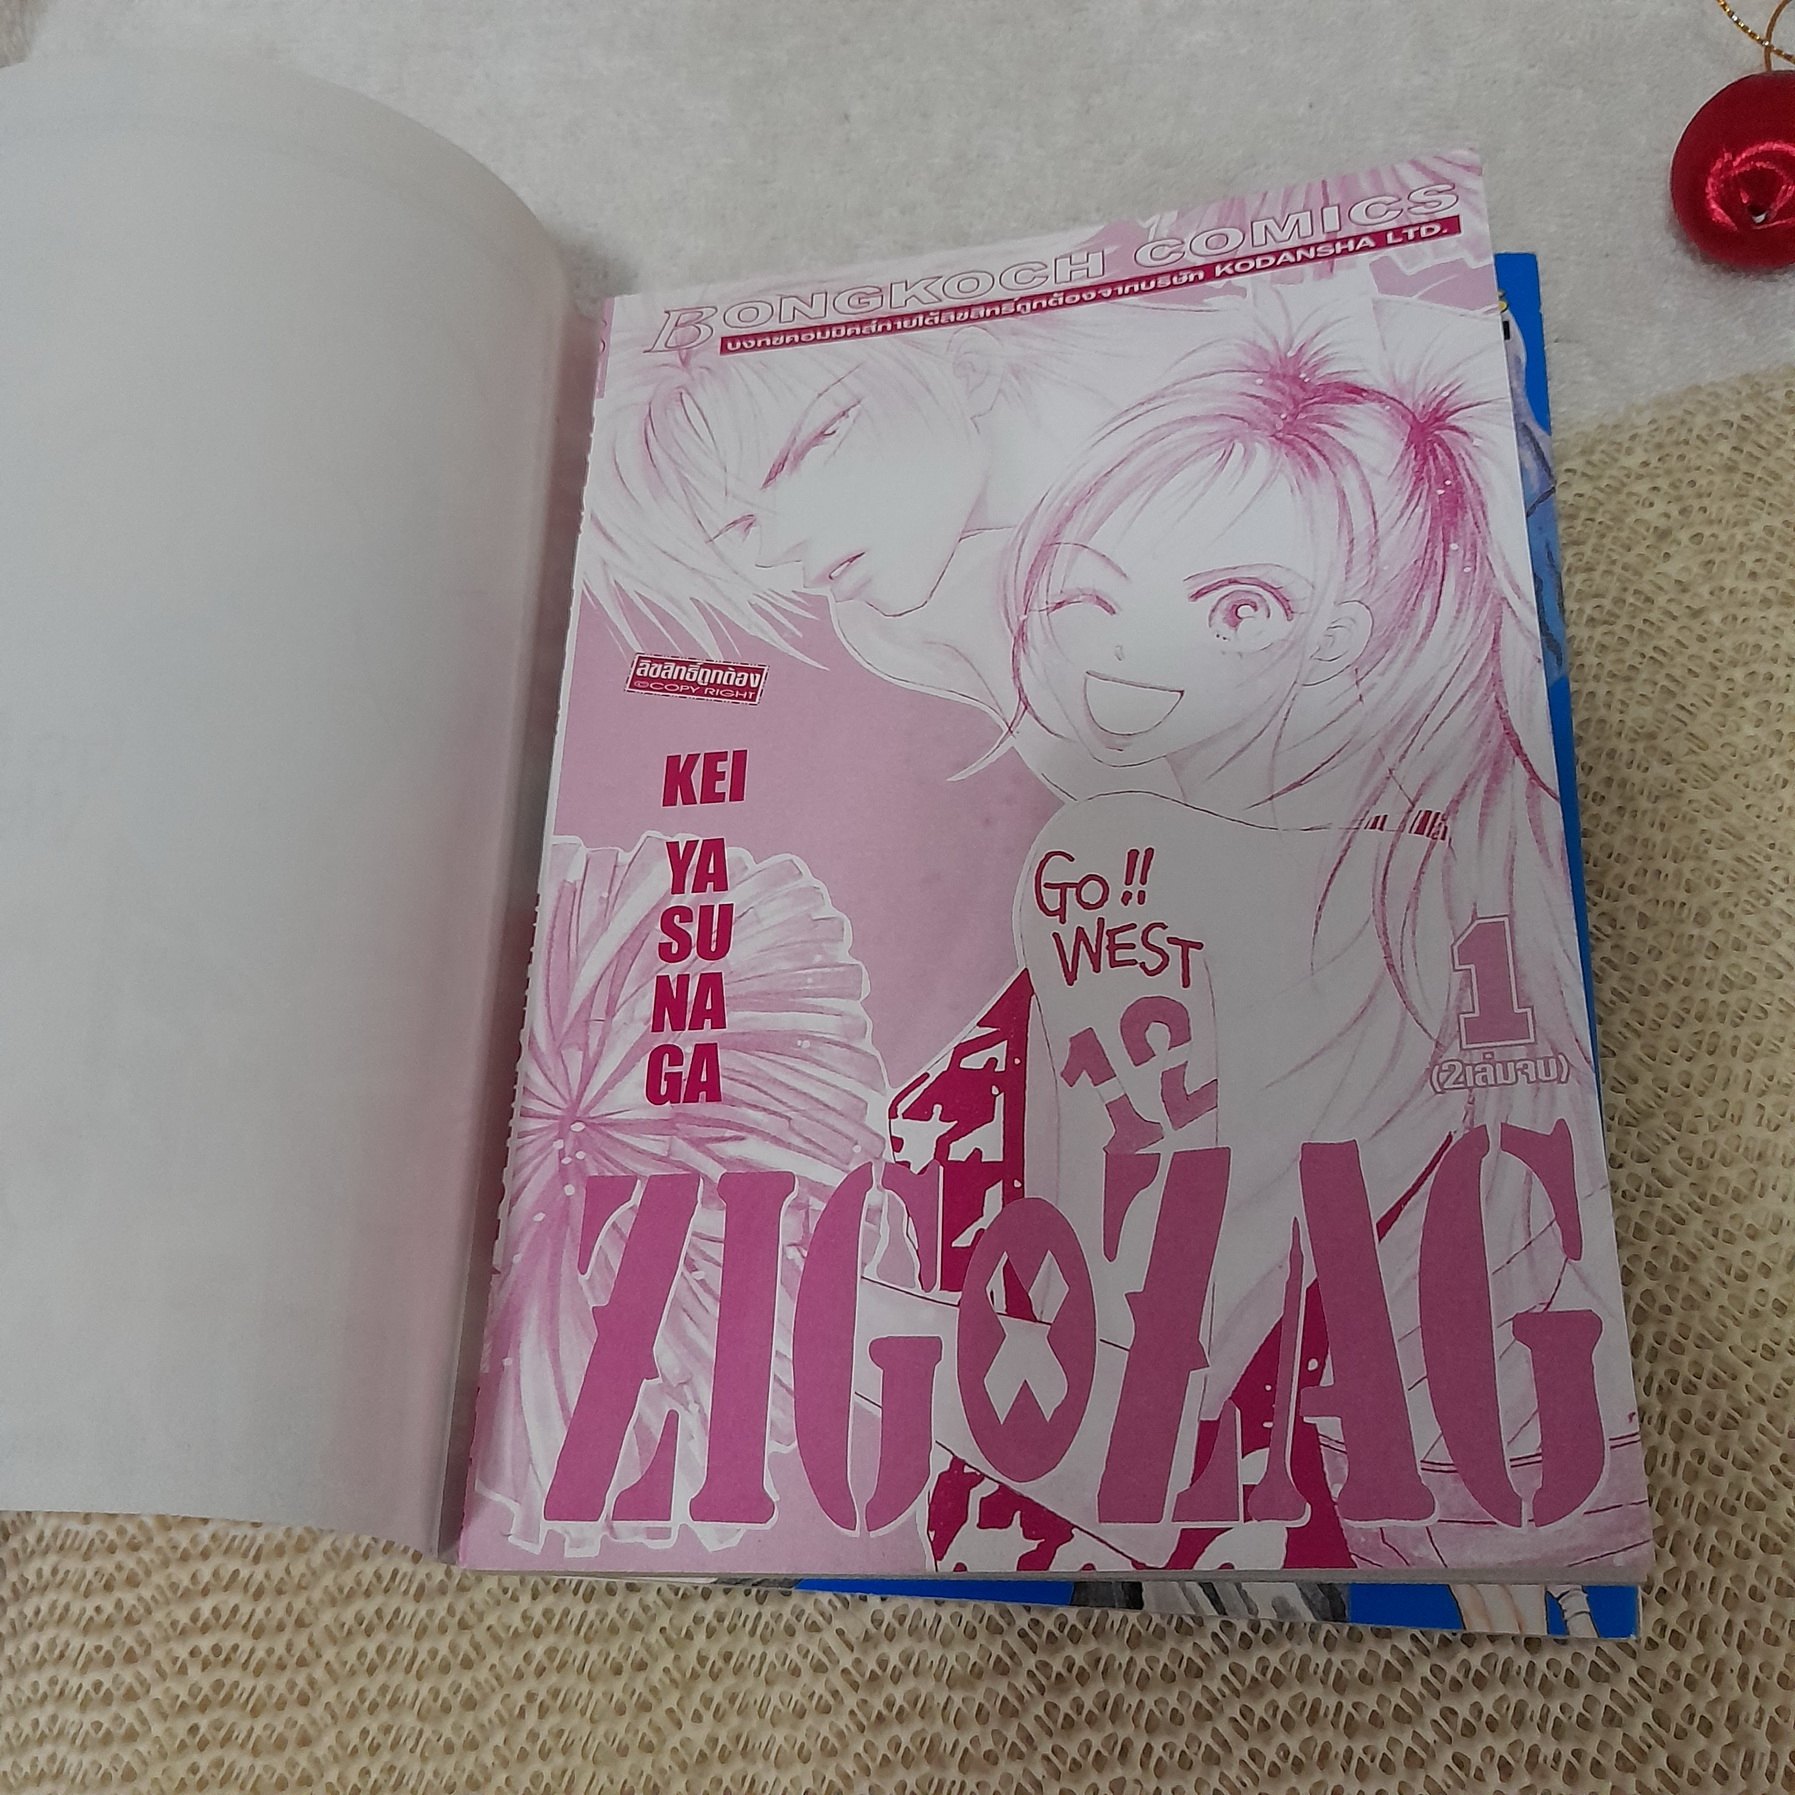 BONGKOCH COMICS
บงกชคอมมิคส์ภายใต้ลิขสิทธิ์ถูกต้องจากบริษัท KODANSHA LTD.
ลิขสิทธิ์ถูกต้อง
©COPY RIGHT
KEI
YA
SU
NA
GA
GO!!
WEST
12
1
(2เล่มจบ)
ZIG ZAG